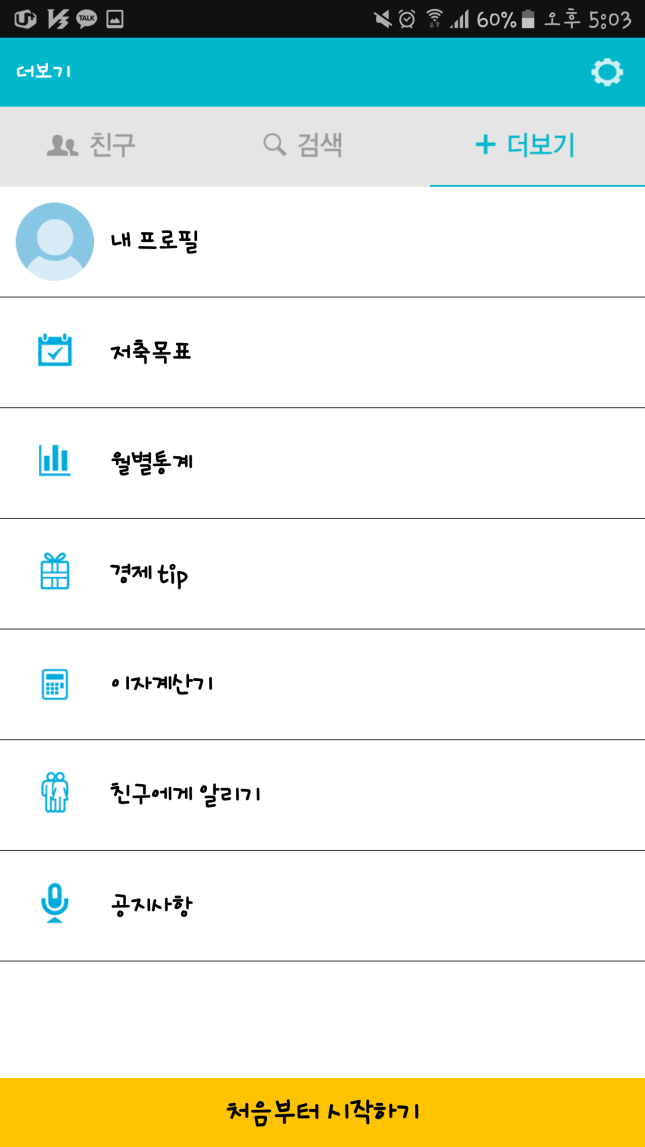 TALK 60% 오후 5:03
더보기
친구 검색 + 더보기
내 프로필
저축목표
월별통계
경제 tip
이자계산기
친구에게 알리기
공지사항
처음부터 시작하기